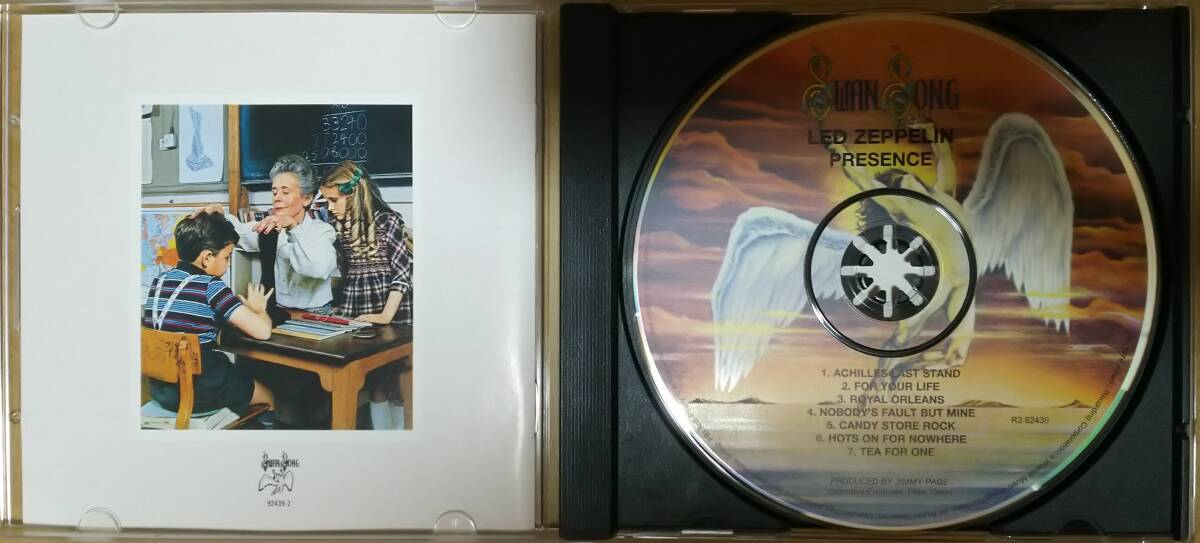 33240
SWAN SONG
92439-2
SWAN SONG
LED ZEPPELIN
PRESENCE
1. ACHILLES LAST STAND
2. FOR YOUR LIFE
3. ROYAL ORLEANS
4. NOBODY'S FAULT BUT MINE
5. CANDY STORE ROCK
6. HOTS ON FOR NOWHERE
7. TEA FOR ONE
R2 92439
PRODUCED BY JIMMY PAGE
Executive Producer: Peter Grant